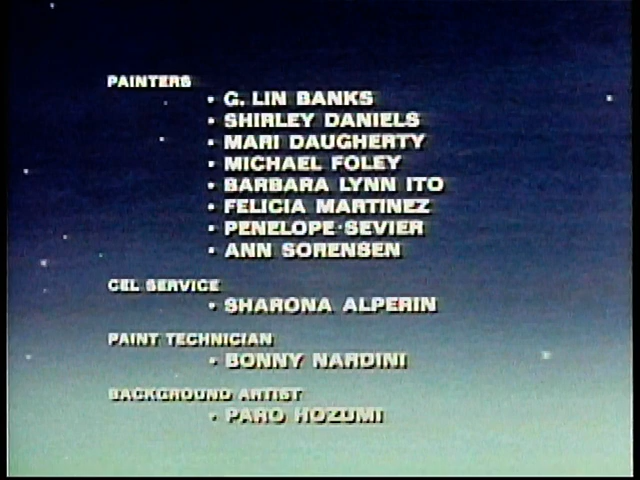 PAINTERS
• G. LIN BANKS
• SHIRLEY DANIELS
• MARI DAUGHERTY
• MICHAEL FOLEY
• BARBARA LYNN ITO
• FELICIA MARTINEZ
• PENELOPE SEVIER
• ANN SORENSEN
CEL SERVICE
• SHARONA ALPERIN
PAINT TECHNICIAN
• BONNY NARDINI
BACKGROUND ARTIST
• PARO HOZUMI